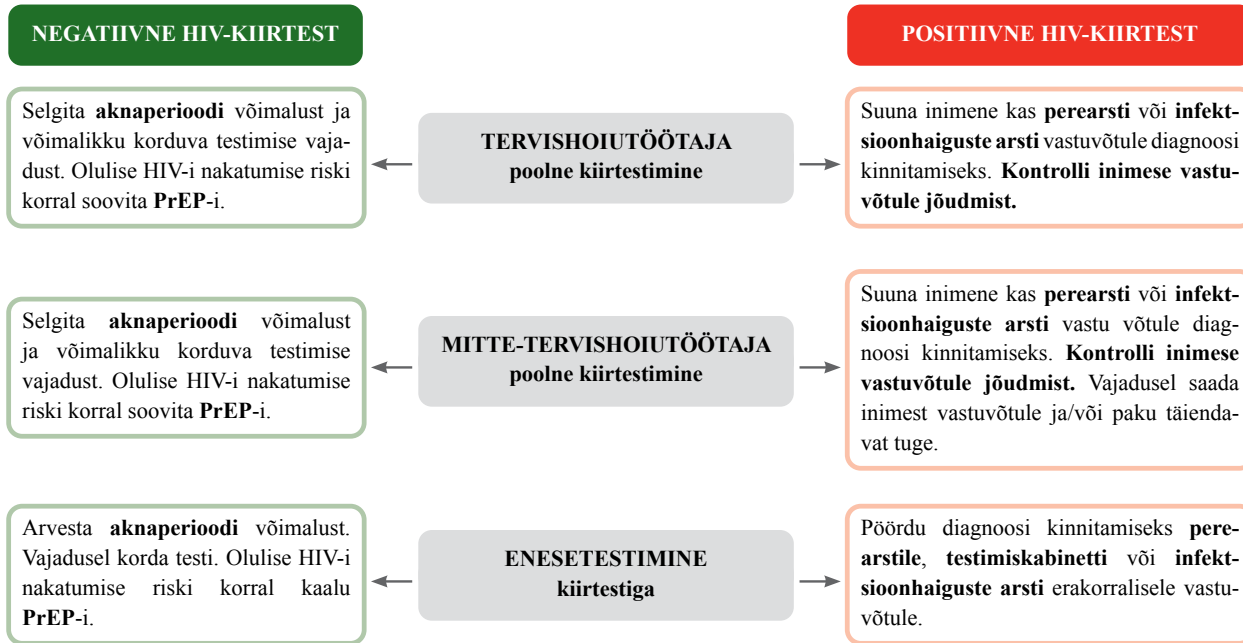 NEGATIIVNE HIV-KIIRTEST
POSITIIVNE HIV-KIIRTEST
Selgita aknaperioodi võimalust ja
võimalikku korduva testimise vaja-
dust. Olulise HIV-i nakatumise riski
korral soovita PrEP-i.
TERVISHOIUTÖÖTAJA
poolne kiirtestimine
Suuna inimene kas perearsti või infekt-
sioonhaiguste arsti vastuvõtule diagnoosi
kinnitamiseks. Kontrolli inimese vastu-
võtule jõudmist.
Selgita aknaperioodi võimalust
ja võimalikku korduva testimise
vajadust. Olulise HIV-i nakatumise
riski korral soovita PrEP-i.
MITTE-TERVISHOIUTÖÖTAJA
poolne kiirtestimine
Suuna inimene kas perearsti või infekt-
sioonhaiguste arsti vastu võtule diag-
noosi kinnitamiseks. Kontrolli inimese
vastuvõtule jõudmist. Vajadusel saada
inimest vastuvõtule ja/või paku täienda-
vat tuge.
Arvesta aknaperioodi võimalust.
Vajadusel korda testi. Olulise HIV-i
nakatumise riski korral kaalu
PrEP-i.
ENESETESTIMINE
kiirtestiga
Pöördu diagnoosi kinnitamiseks pere-
arstile, testimiskabinetti või infekt-
sioonhaiguste arsti erakorralisele vastu-
võtule.